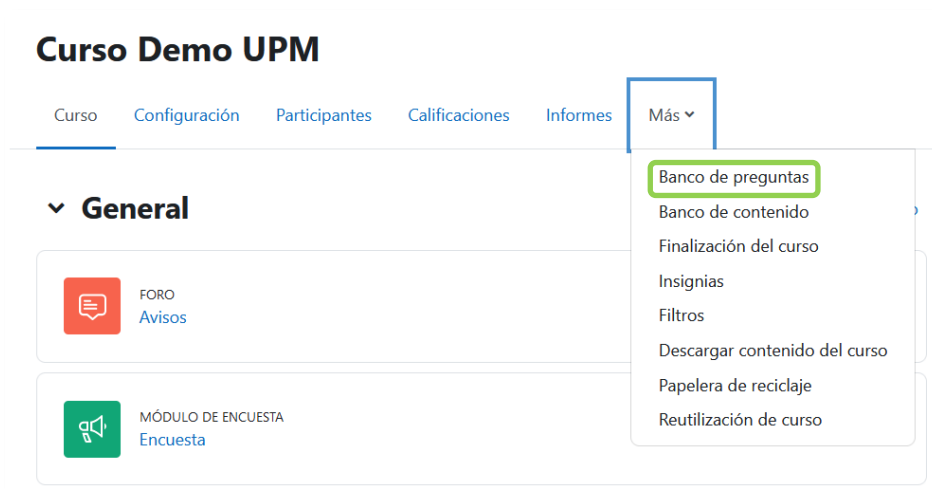 Curso Demo UPM
Curso Configuración Participantes Calificaciones Informes Más
Banco de preguntas
Banco de contenido
Finalización del curso
Insignias
Filtros
Descargar contenido del curso
Papelera de reciclaje
Reutilización de curso
General
FORO
Avisos
MÓDULO DE ENCUESTA
Encuesta